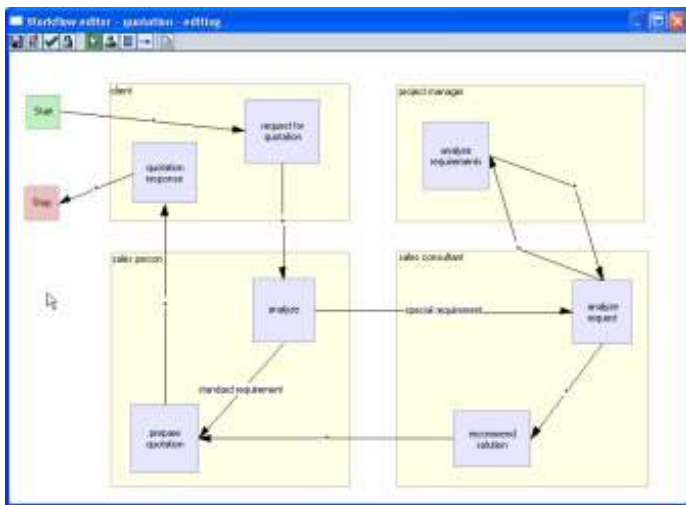 Workflow editor - quotation - editing
client
project manager
Start
request for
quotation
analyze
requirements
quotation
response
Stop
sales person
sales consultant
analyze
special requirement
analyze
request
standard requirement
prepare
quotation
recommend
solution